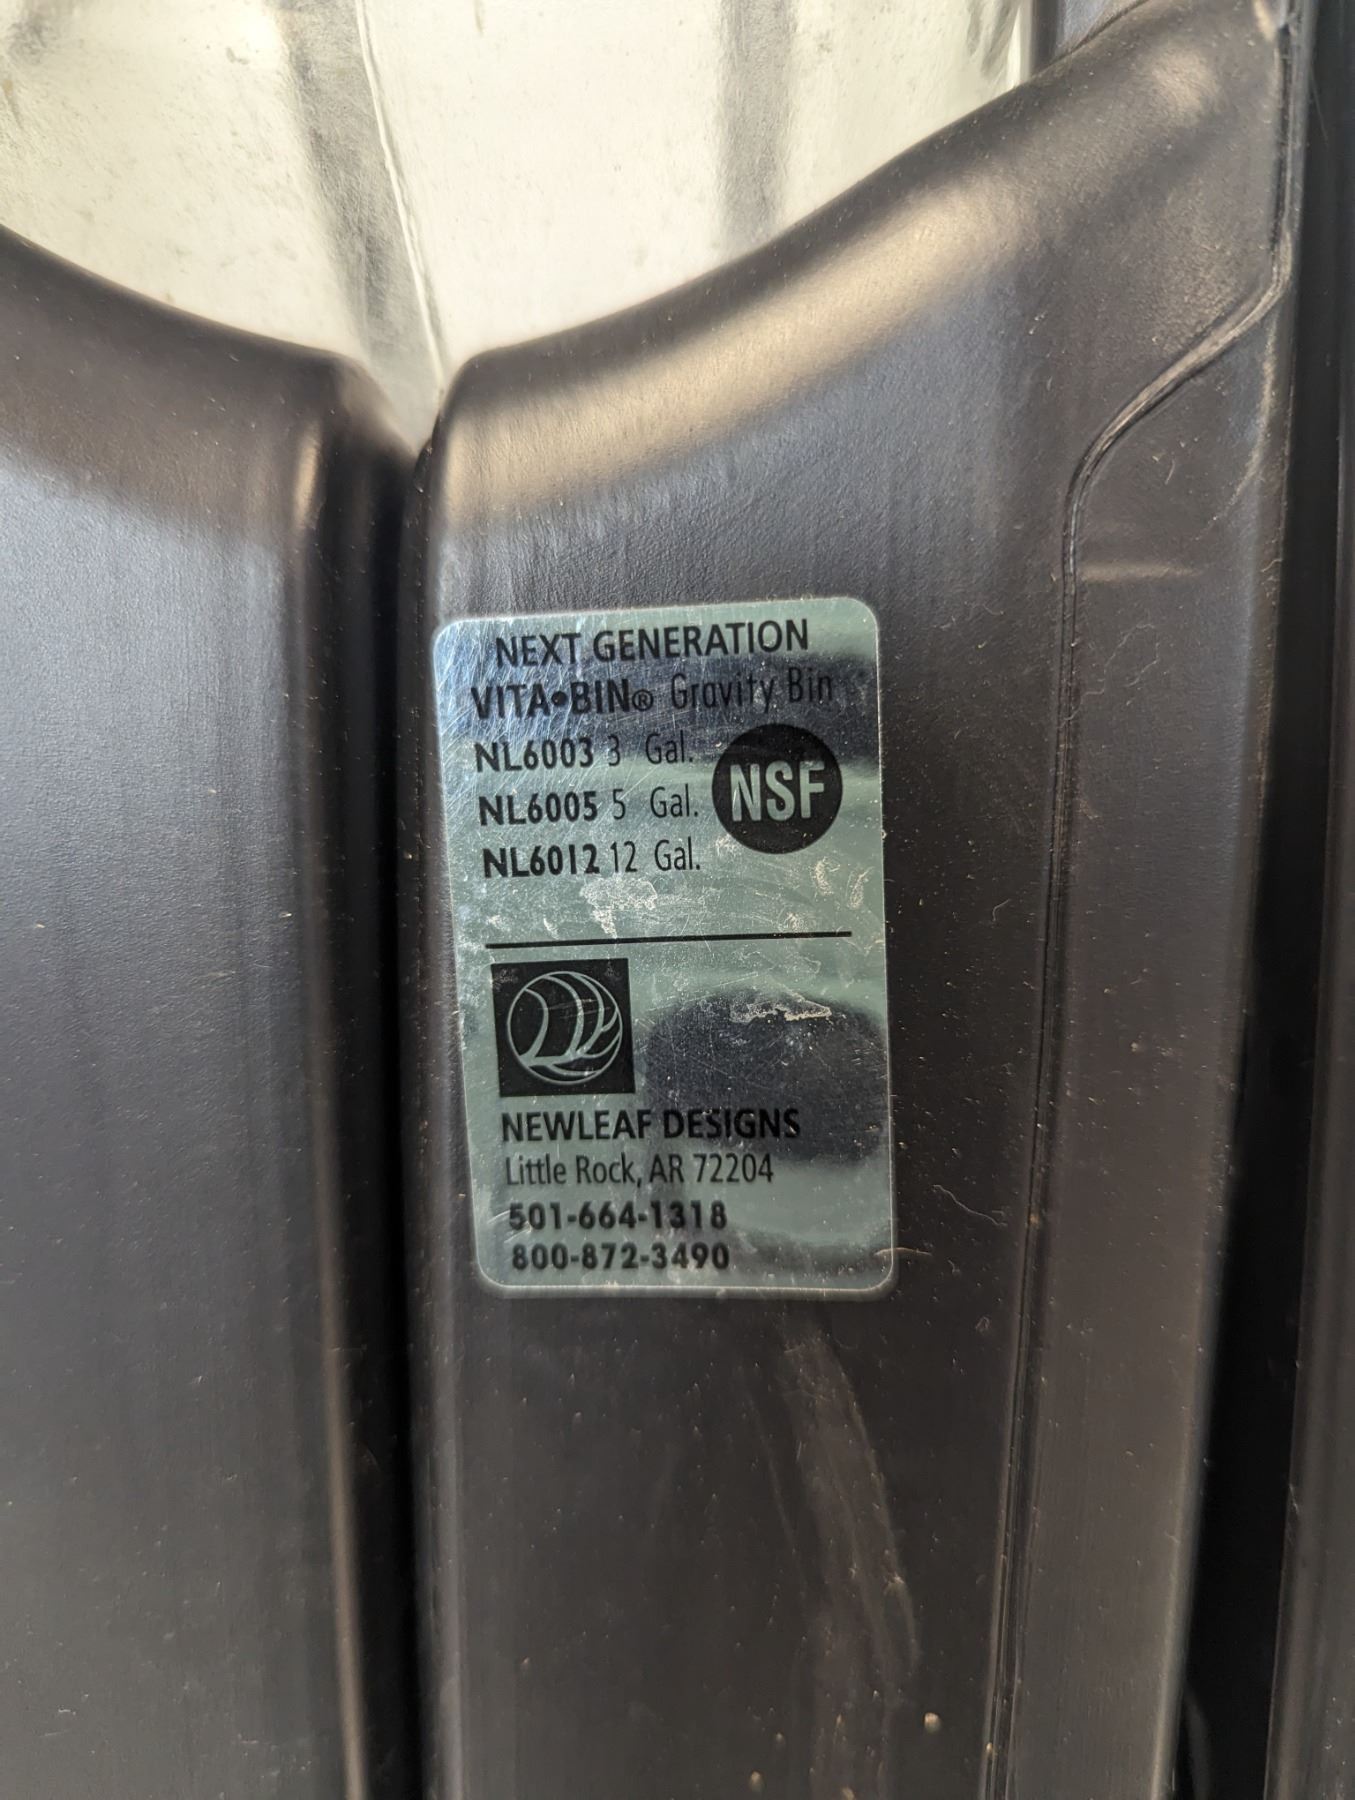 NEXT GENERATION
VITA•BIN® Gravity Bin
NL6003 3 Gal.
NL6005 5 Gal.
NL6012 12 Gal.
NSF
NEWLEAF DESIGNS
Little Rock, AR 72204
501-664-1318
800-872-3490